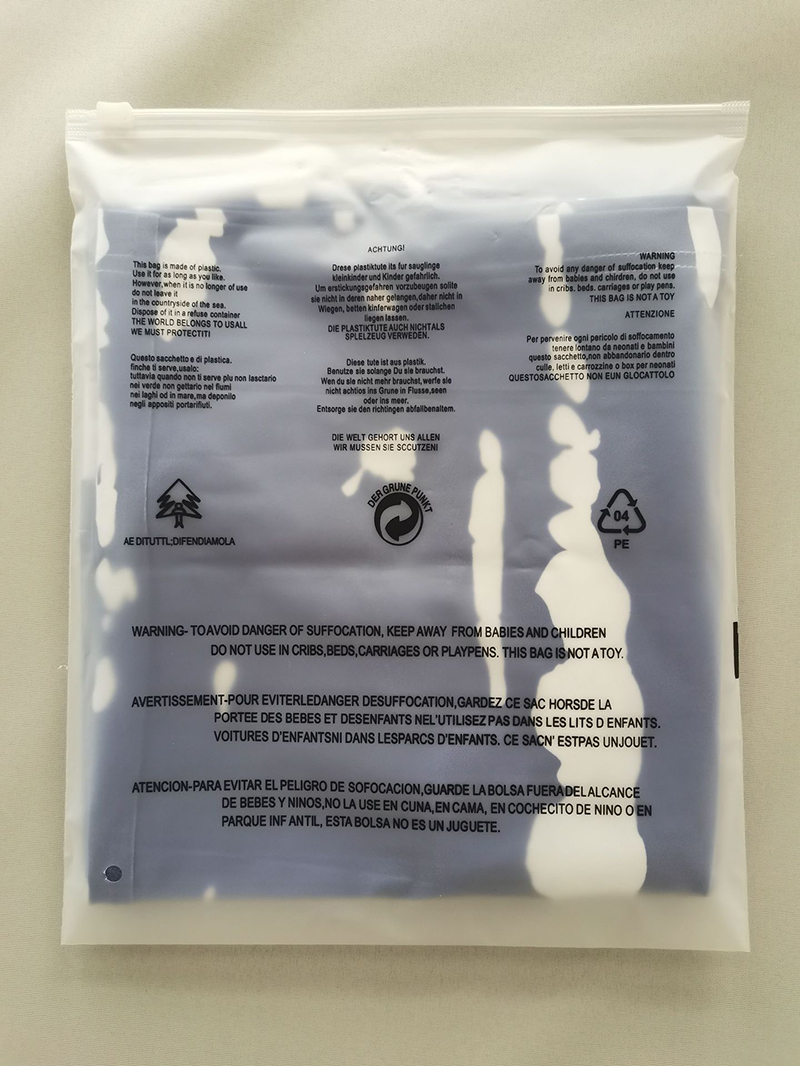 This bag is made of plastic.
Use it for as long as you like.
However,when it is no longer of use
do not leave it
in the countryside of the sea.
Dispose of it in a refuse container
THE WORLD BELONGS TO USALL
WE MUST PROTECTITI
Questo sacchetto e di plastica.
finche ti serve,usalo:
tuttavia quando non ti serve plu non lasctario
nei verde non gettario nel flumi
nei laghi od in mare,ma deponilo
negli appositi portarifiuti.
ACHTUNG!
Drese plastiktute its fur sauglinge
kleinkinder und Kinder gefahrlich.
Um erstickungsgefahren vorzubeugen sollte
sie nicht in deren naher gelangen,daher nicht in
Wiegen, betten kinferwagen oder stalichen
liegen lassen.
DIE PLASTIKTUTE AUCH NICHTALS
SPLELZEUG VERWEDEN.
Diese tute ist aus plastik.
Benutze sie solange Du sie brauchst.
Wen du sie nicht mehr brauchst,werfe sie
nicht achtios ins Grune in Flusse,seen
oder ins meer.
Entsorge sie den richtingen abfallbenaltem.
DIE WELT GEHORT UNS ALLEN
WIR MUSSEN SIE SCCUTZENI
WARNING
To avoid any danger of suffocation keep
away from babies and chirdren, do not use
in cribs. beds. carriages or play pens.
THIS BAG IS NOT A TOY
ATTENZIONE
Per pervenire ogni pericolo di soffocamento
tenere lontano da neonati e bambini
questo sacchetto,non abbandonario dentro
culle, letti e carrozzine o box per neonati
QUESTOSACCHETTO NON EUN GLOCATTOLO
AE DITUTTL;DIFENDIAMOLA
DER GRUNE PUNKT
04
PE
WARNING- TO AVOID DANGER OF SUFFOCATION, KEEP AWAY FROM BABIES AND CHILDREN
DO NOT USE IN CRIBS,BEDS,CARRIAGES OR PLAYPENS. THIS BAG IS NOT A TOY.
AVERTISSEMENT-POUR EVITERLEDANGER DESUFFOCATION,GARDEZ CE SAC HORSDE LA
PORTEE DES BEBES ET DESENFANTS NEL'UTILISEZ PAS DANS LES LITS D ENFANTS.
VOITURES D'ENFANTSNI DANS LESPARCS D'ENFANTS. CE SACN' ESTPAS UNJOUET.
ATENCION-PARA EVITAR EL PELIGRO DE SOFOCACION,GUARDE LA BOLSA FUERA DEL ALCANCE
DE BEBES Y NINOS,NO LA USE EN CUNA,EN CAMA, EN COCHECITO DE NINO O EN
PARQUE INF ANTIL, ESTA BOLSA NO ES UN JUGUETE.